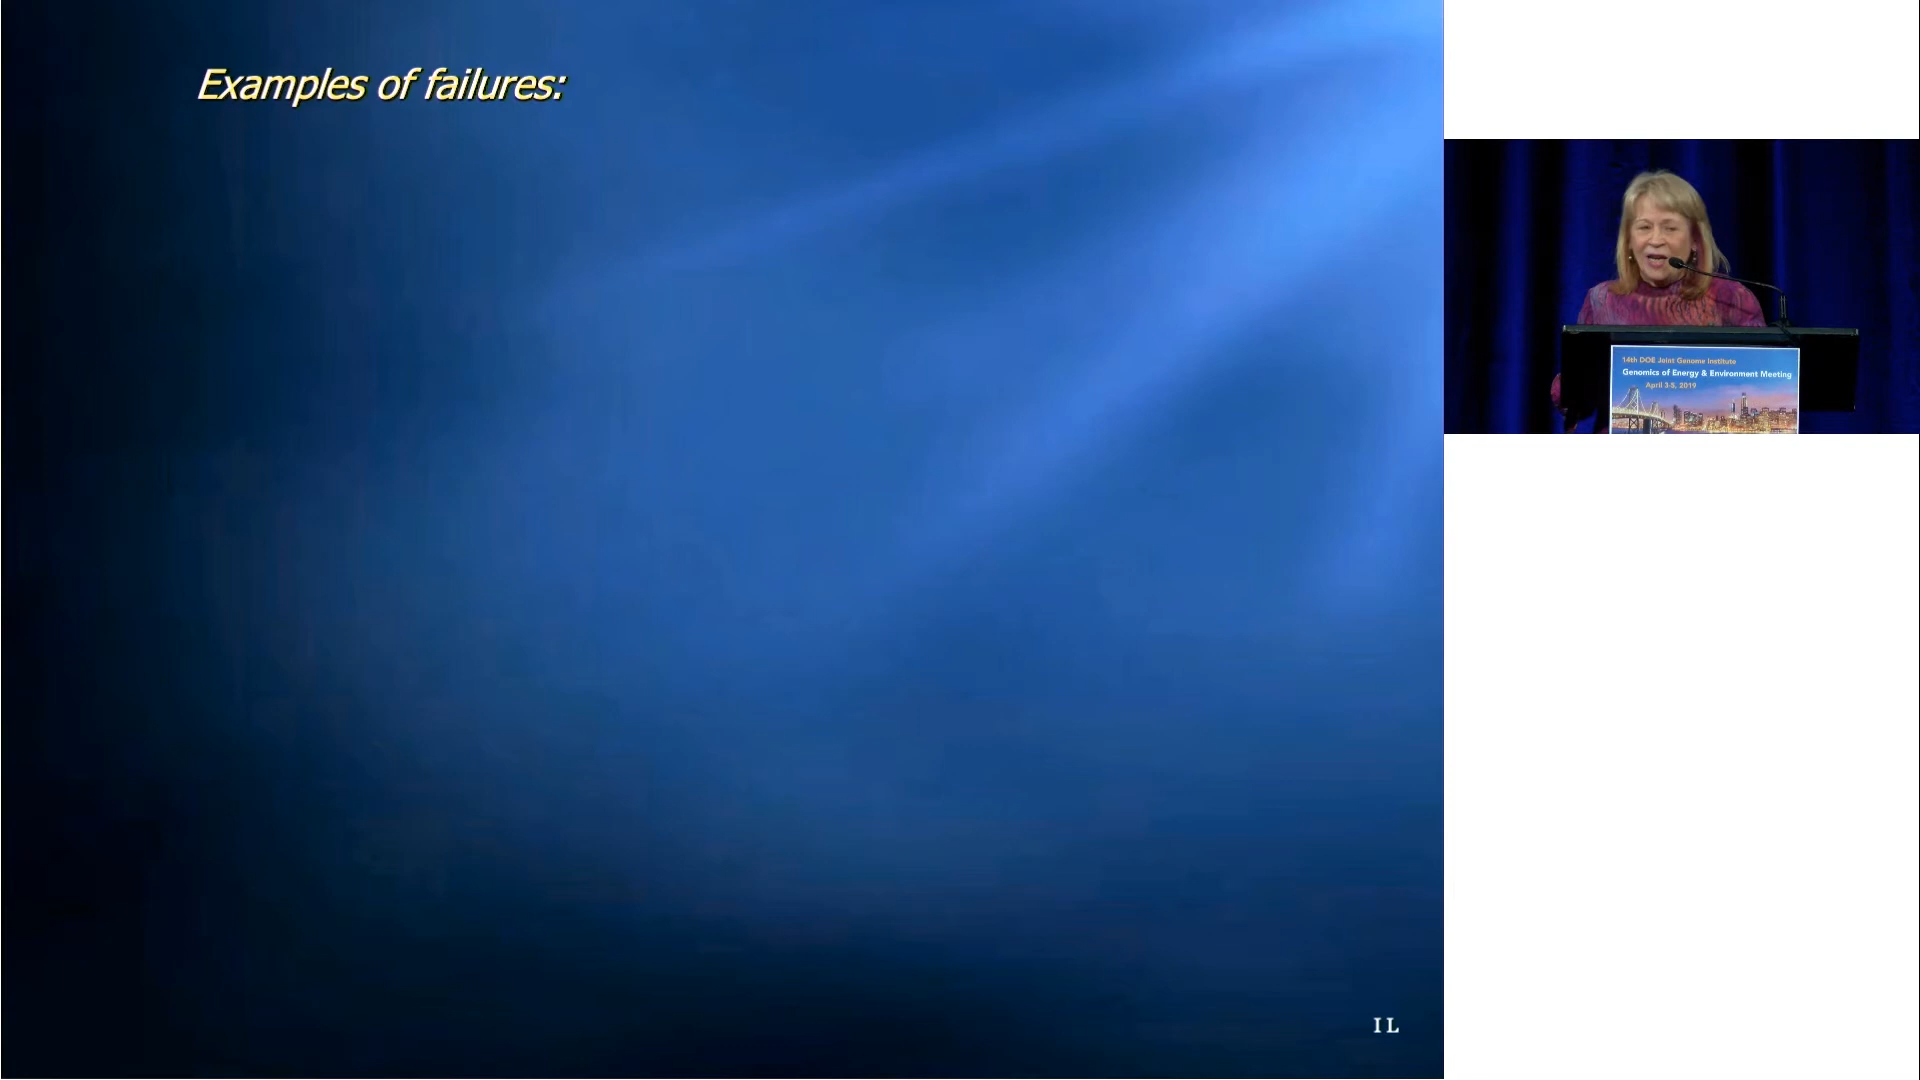 Examples of failures:
14th DOE Joint Genome Institute
Genomics of Energy & Environment Meeting
April 3-5, 2019
I L